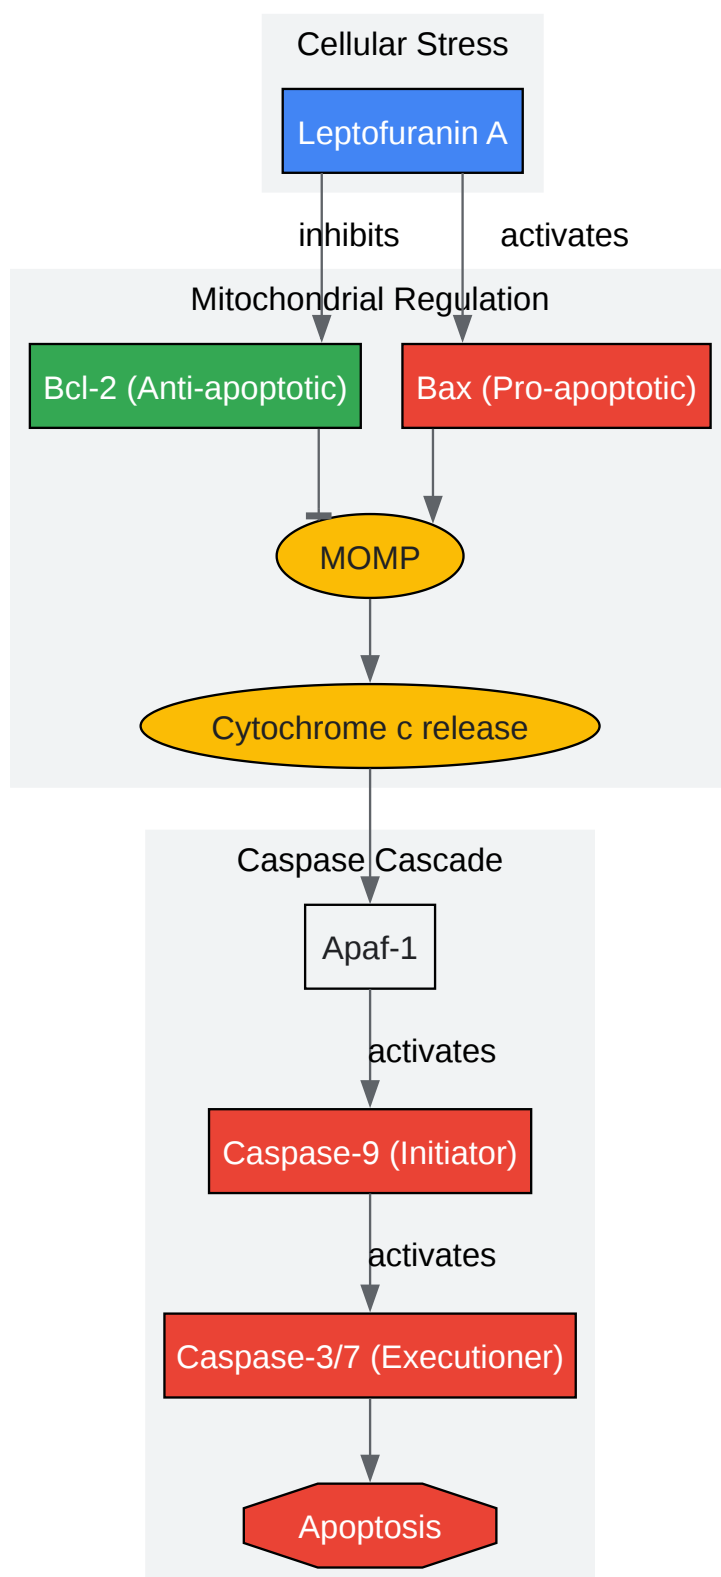 Cellular Stress
Leptofuranin A
inhibits
activates
Mitochondrial Regulation
Bcl-2 (Anti-apoptotic)
Bax (Pro-apoptotic)
MOMP
Cytochrome c release
Caspase Cascade
Apaf-1
activates
Caspase-9 (Initiator)
activates
Caspase-3/7 (Executioner)
Apoptosis